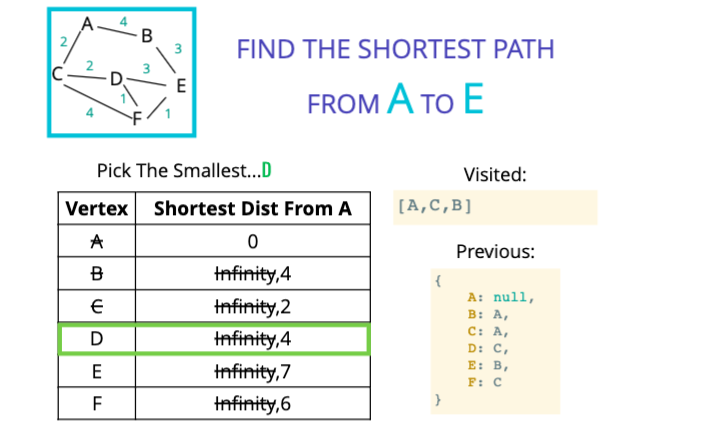 A 4 B
2 3
C 2 D 3 E
4 1 F 1
FIND THE SHORTEST PATH
FROM A TO E
Pick The Smallest...D
Vertex Shortest Dist From A
A 0
B Infinity,4
C Infinity,2
D Infinity,4
E Infinity,7
F Infinity,6
Visited:
[A,C,B]
Previous:
{
A: null,
B: A,
C: A,
D: C,
E: B,
F: C
}